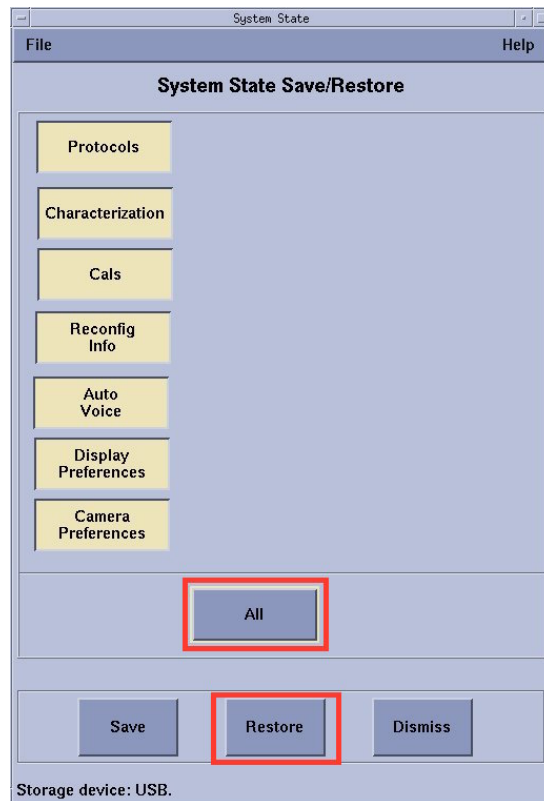 System State
File Help
System State Save/Restore
Protocols
Characterization
Cals
Reconfig
Info
Auto
Voice
Display
Preferences
Camera
Preferences
All
Save Restore Dismiss
Storage device: USB.